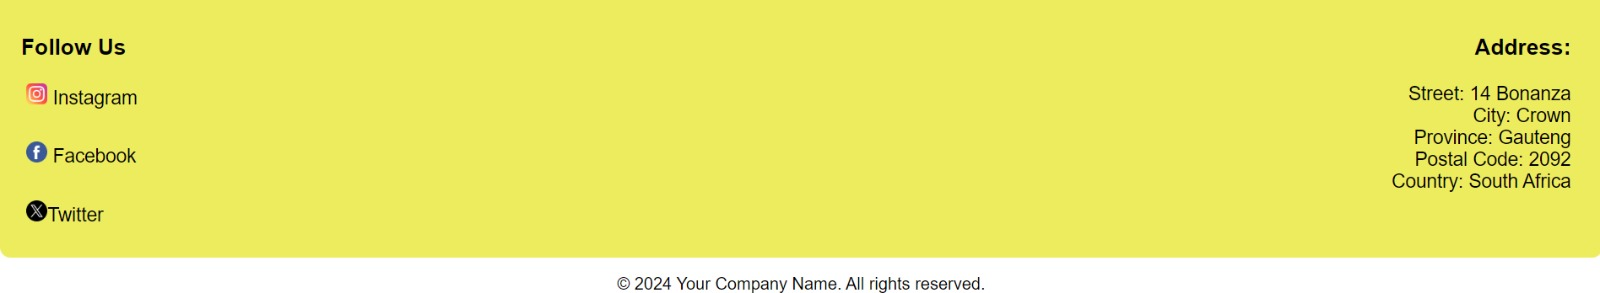 Follow Us
Instagram
Facebook
Twitter
Address:
Street: 14 Bonanza
City: Crown
Province: Gauteng
Postal Code: 2092
Country: South Africa
© 2024 Your Company Name. All rights reserved.